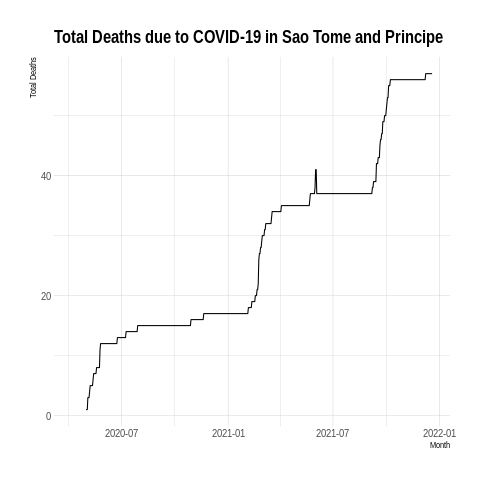 Total Deaths due to COVID-19 in Sao Tome and Principe
Total Deaths
40
20
0
2020-07
2021-01
2021-07
2022-01
Month